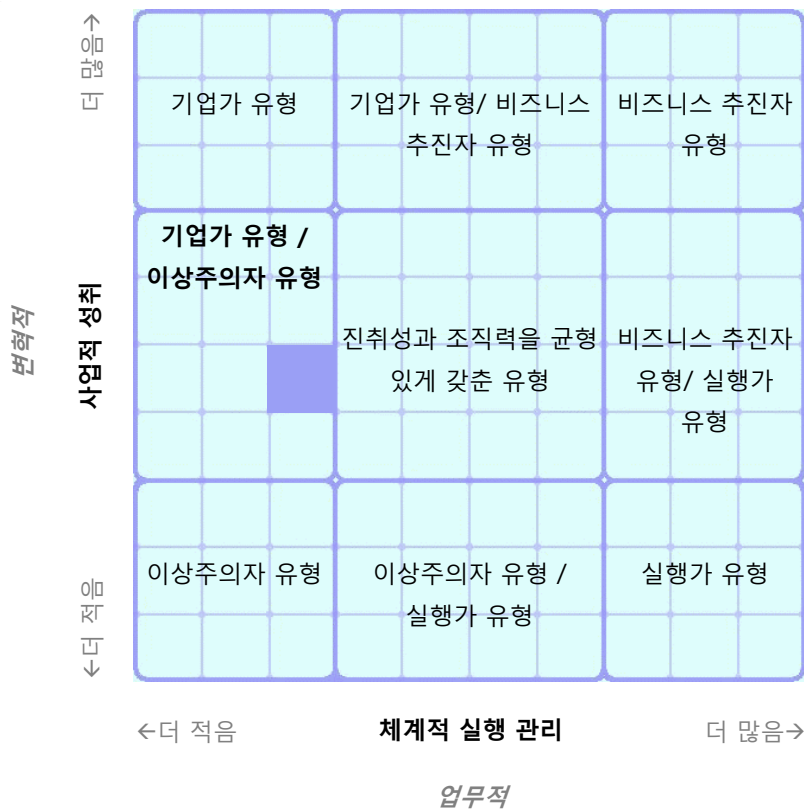 더 많음→
기업가 유형
기업가 유형/ 비즈니스
추진자 유형
비즈니스 추진자
유형
기업가 유형 /
이상주의자 유형
변혁적
사업적 성취
진취성과 조직력을 균형
있게 갖춘 유형
비즈니스 추진자
유형/ 실행가
유형
←더 적음
이상주의자 유형
이상주의자 유형 /
실행가 유형
실행가 유형
←더 적음
체계적 실행 관리
더 많음→
업무적